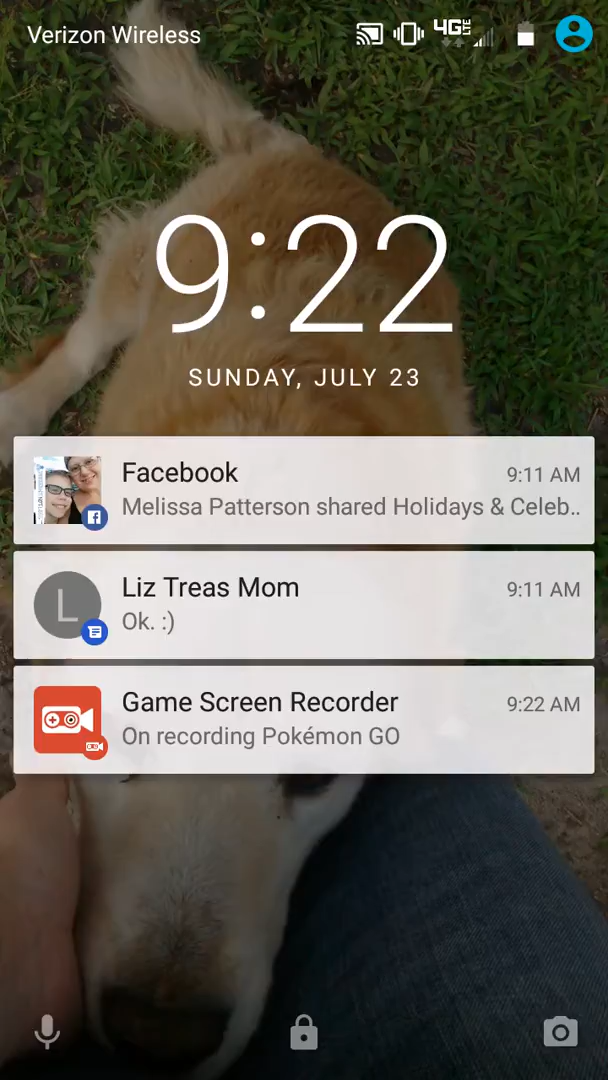 Verizon Wireless
4G LTE
9:22
SUNDAY, JULY 23
Facebook 9:11 AM
Melissa Patterson shared Holidays & Celeb..
Liz Treas Mom 9:11 AM
L
Ok. :)
Game Screen Recorder 9:22 AM
On recording Pokémon GO